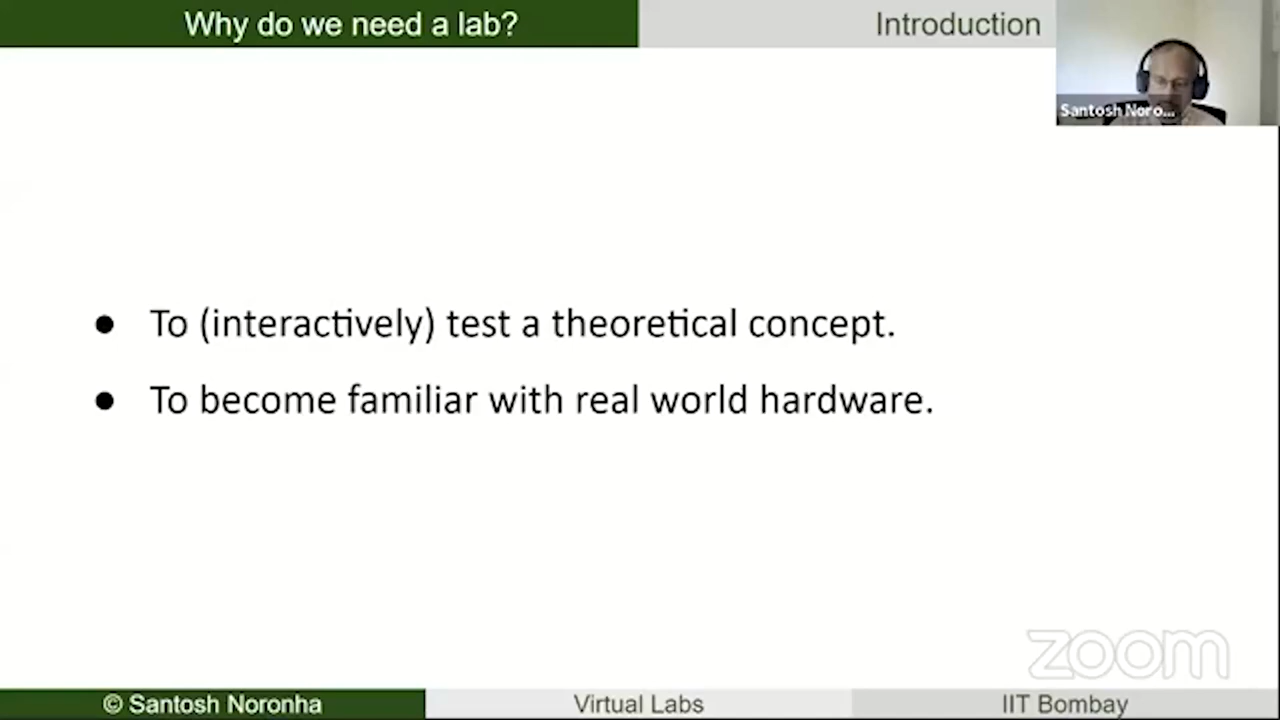 Why do we need a lab?
Introduction
Santosh Noro...
● To (interactively) test a theoretical concept.
● To become familiar with real world hardware.
zoom
© Santosh Noronha
Virtual Labs
IIT Bombay